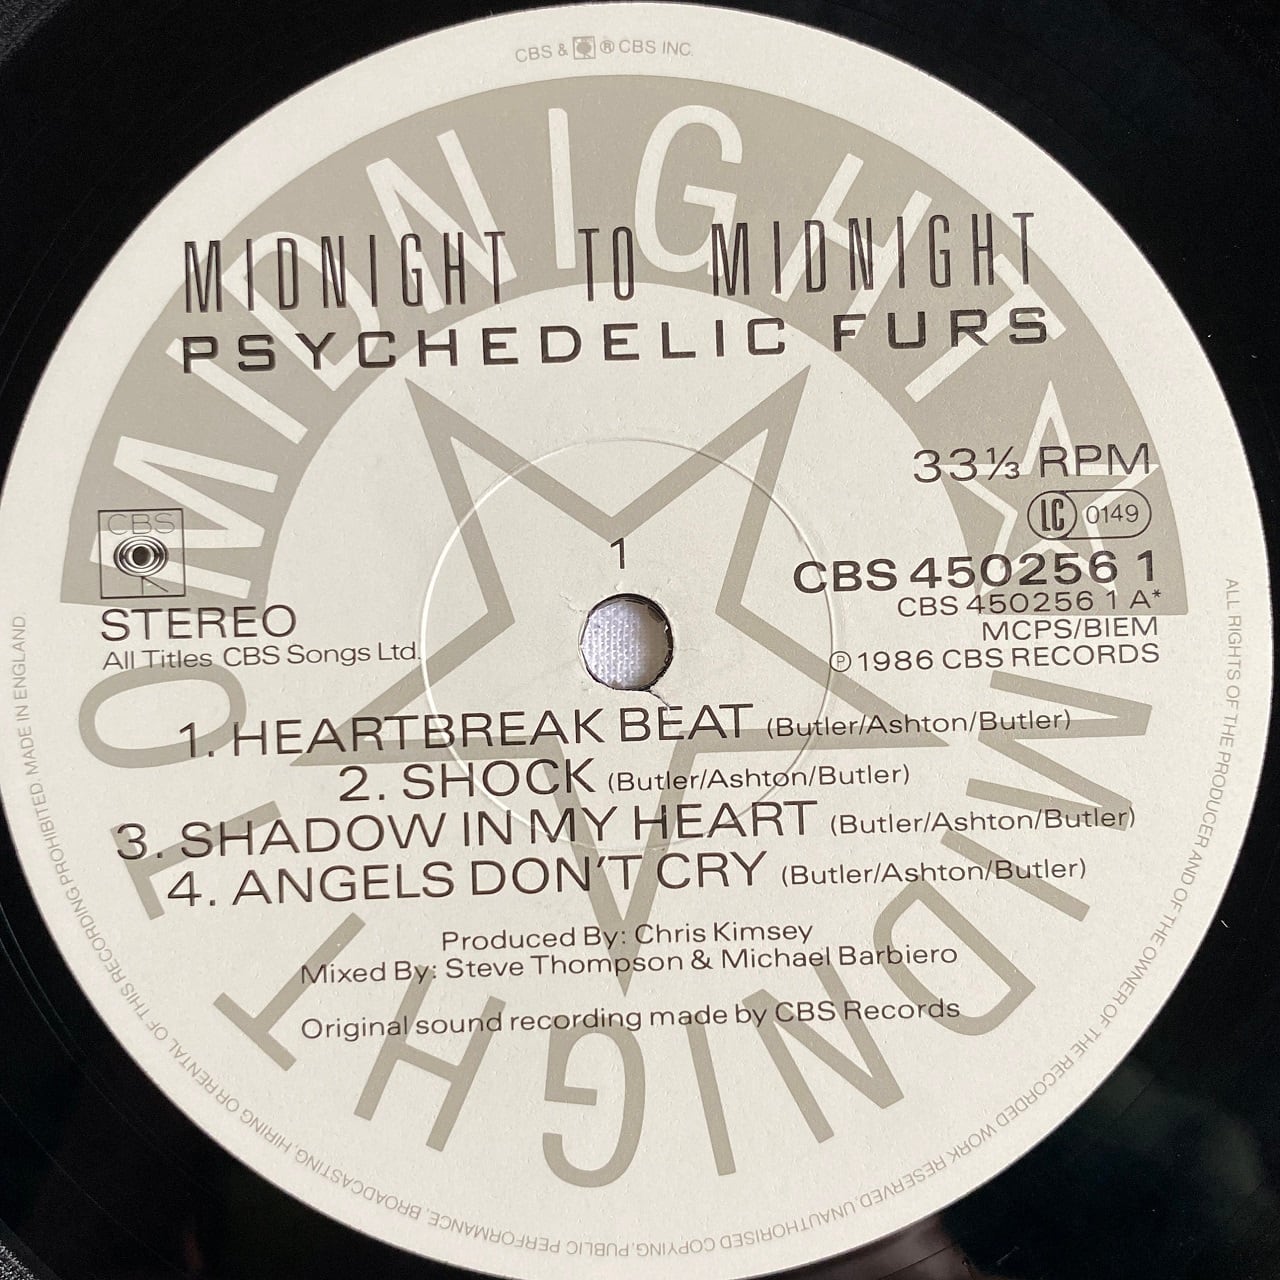 CBS & ® CBS INC.
MIDNIGHT TO MIDNIGHT
MIDNIGHT TO MIDNIGHT
PSYCHEDELIC FURS
33⅓ RPM
LC 0149
CBS
1
CBS 450256 1
CBS 450256 1 A*
STEREO
MCPS/BIEM
All Titles CBS Songs Ltd.
℗ 1986 CBS RECORDS
1. HEARTBREAK BEAT (Butler/Ashton/Butler)
2. SHOCK (Butler/Ashton/Butler)
3. SHADOW IN MY HEART (Butler/Ashton/Butler)
4. ANGELS DON'T CRY (Butler/Ashton/Butler)
Produced By: Chris Kimsey
Mixed By: Steve Thompson & Michael Barbiero
Original sound recording made by CBS Records
ALL RIGHTS OF THE PRODUCER AND OF THE OWNER OF THE RECORDED WORK RESERVED. UNAUTHORISED COPYING, PUBLIC PERFORMANCE, BROADCASTING, HIRING OR RENTAL OF THIS RECORDING PROHIBITED. MADE IN ENGLAND.